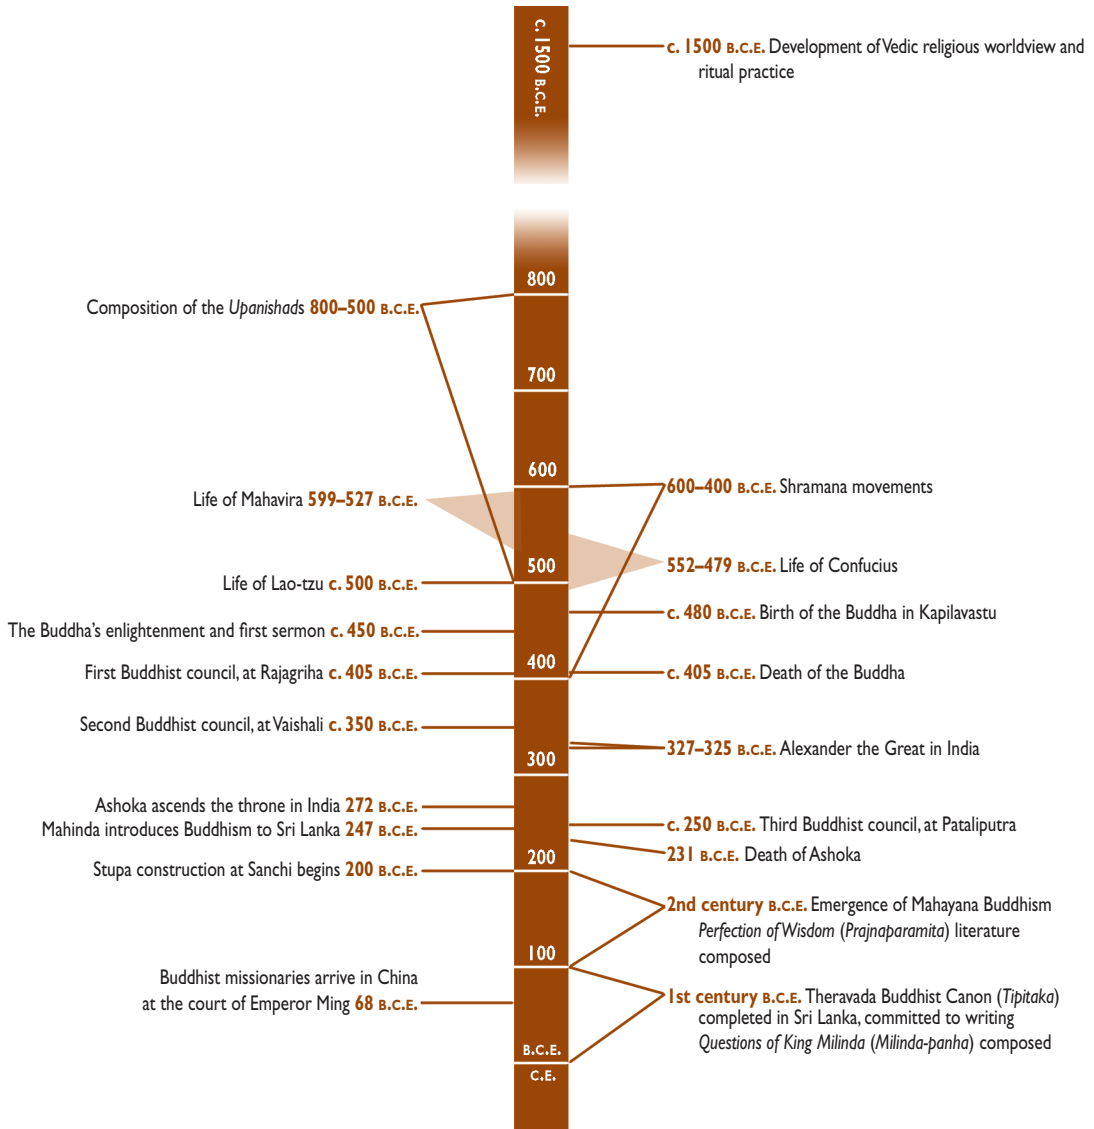 c. 1500 B.C.E.
c. 1500 B.C.E. Development of Vedic religious worldview and
ritual practice
800
Composition of the Upanishads 800–500 B.C.E.
700
600
600–400 B.C.E. Shramana movements
Life of Mahavira 599–527 B.C.E.
500
552–479 B.C.E. Life of Confucius
Life of Lao-tzu c. 500 B.C.E.
c. 480 B.C.E. Birth of the Buddha in Kapilavastu
The Buddha's enlightenment and first sermon c. 450 B.C.E.
400
First Buddhist council, at Rajagriha c. 405 B.C.E.
c. 405 B.C.E. Death of the Buddha
Second Buddhist council, at Vaishali c. 350 B.C.E.
327–325 B.C.E. Alexander the Great in India
300
Ashoka ascends the throne in India 272 B.C.E.
c. 250 B.C.E. Third Buddhist council, at Pataliputra
Mahinda introduces Buddhism to Sri Lanka 247 B.C.E.
231 B.C.E. Death of Ashoka
200
Stupa construction at Sanchi begins 200 B.C.E.
2nd century B.C.E. Emergence of Mahayana Buddhism
Perfection of Wisdom (Prajnaparamita) literature
composed
100
Buddhist missionaries arrive in China
at the court of Emperor Ming 68 B.C.E.
1st century B.C.E. Theravada Buddhist Canon (Tipitaka)
completed in Sri Lanka, committed to writing
Questions of King Milinda (Milinda-panha) composed
B.C.E.
C.E.